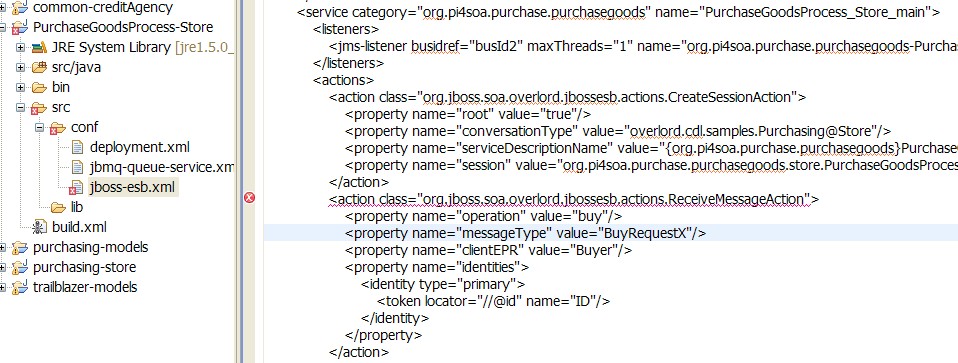 common-creditAgency
PurchaseGoodsProcess-Store
JRE System Library [jre1.5.0_
src/java
bin
src
conf
deployment.xml
jbmq-queue-service.xm
jboss-esb.xml
lib
build.xml
purchasing-models
purchasing-store
trailblazer-models
<service category="org.pi4soa.purchase.purchasegoods" name="PurchaseGoodsProcess_Store_main">
<listeners>
<jms-listener busidref="busId2" maxThreads="1" name="org.pi4soa.purchase.purchasegoods-Purcha
</listeners>
<actions>
<action class="org.jboss.soa.overlord.jbossesb.actions.CreateSessionAction">
<property name="root" value="true"/>
<property name="conversationType" value="overlord.cdl.samples.Purchasing@Store"/>
<property name="serviceDescriptionName" value="{org.pi4soa.purchase.purchasegoods}Purchase
<property name="session" value="org.pi4soa.purchase.purchasegoods.store.PurchaseGoodsProces
</action>
<action class="org.jboss.soa.overlord.jbossesb.actions.ReceiveMessageAction">
<property name="operation" value="buy"/>
<property name="messageType" value="BuyRequestX"/>
<property name="clientEPR" value="Buyer"/>
<property name="identities">
<identity type="primary">
<token locator="//@id" name="ID"/>
</identity>
</property>
</action>